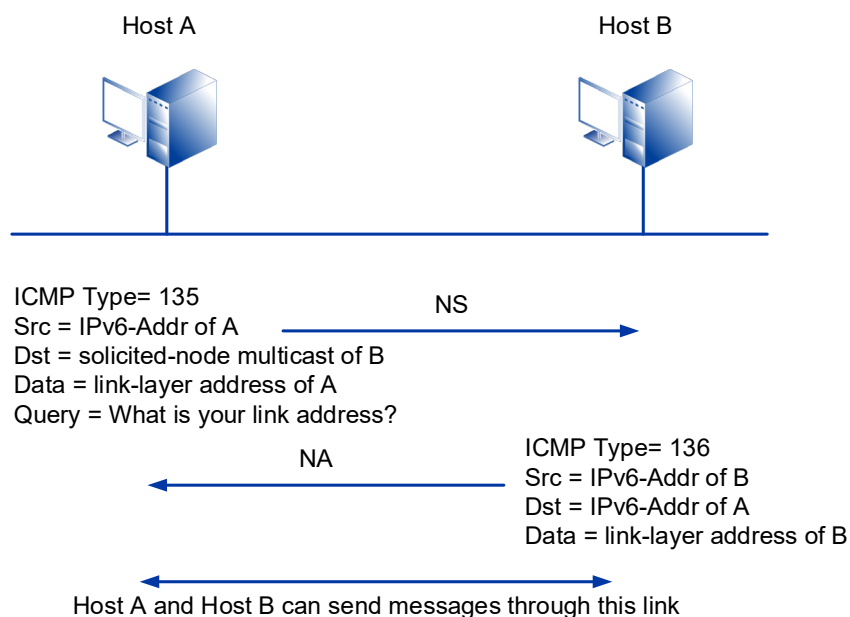 Host A
Host B
ICMP Type= 135
Src = IPv6-Addr of A
Dst = solicited-node multicast of B
Data = link-layer address of A
Query = What is your link address?
NS
NA
ICMP Type= 136
Src = IPv6-Addr of B
Dst = IPv6-Addr of A
Data = link-layer address of B
Host A and Host B can send messages through this link